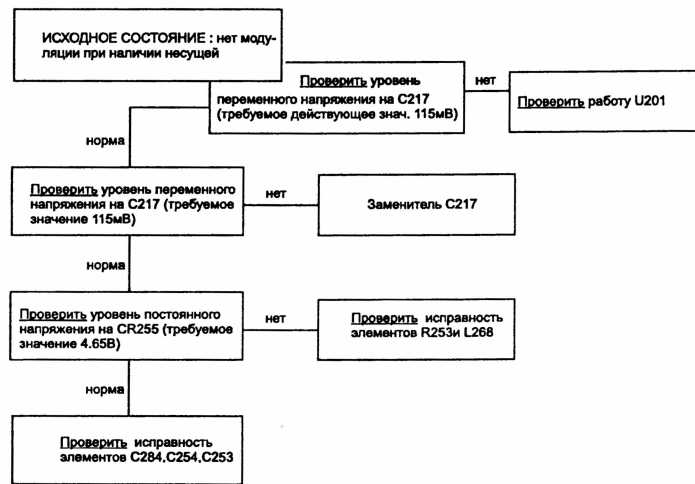 ИСХОДНОЕ СОСТОЯНИЕ : нет моду-
ляции при наличии несущей
Проверить уровень
переменного напряжения на С217
(требуемое действующее знач. 115мВ)
нет
Проверить работу U201
норма
Проверить уровень переменного
напряжения на С217 (требуемое
значение 115мВ)
нет
Заменитель С217
норма
Проверить уровень постоянного
напряжения на CR255 (требуемое
значение 4.65В)
нет
Проверить исправность
элементов R253и L268
норма
Проверить исправность
элементов С284,С254,С253